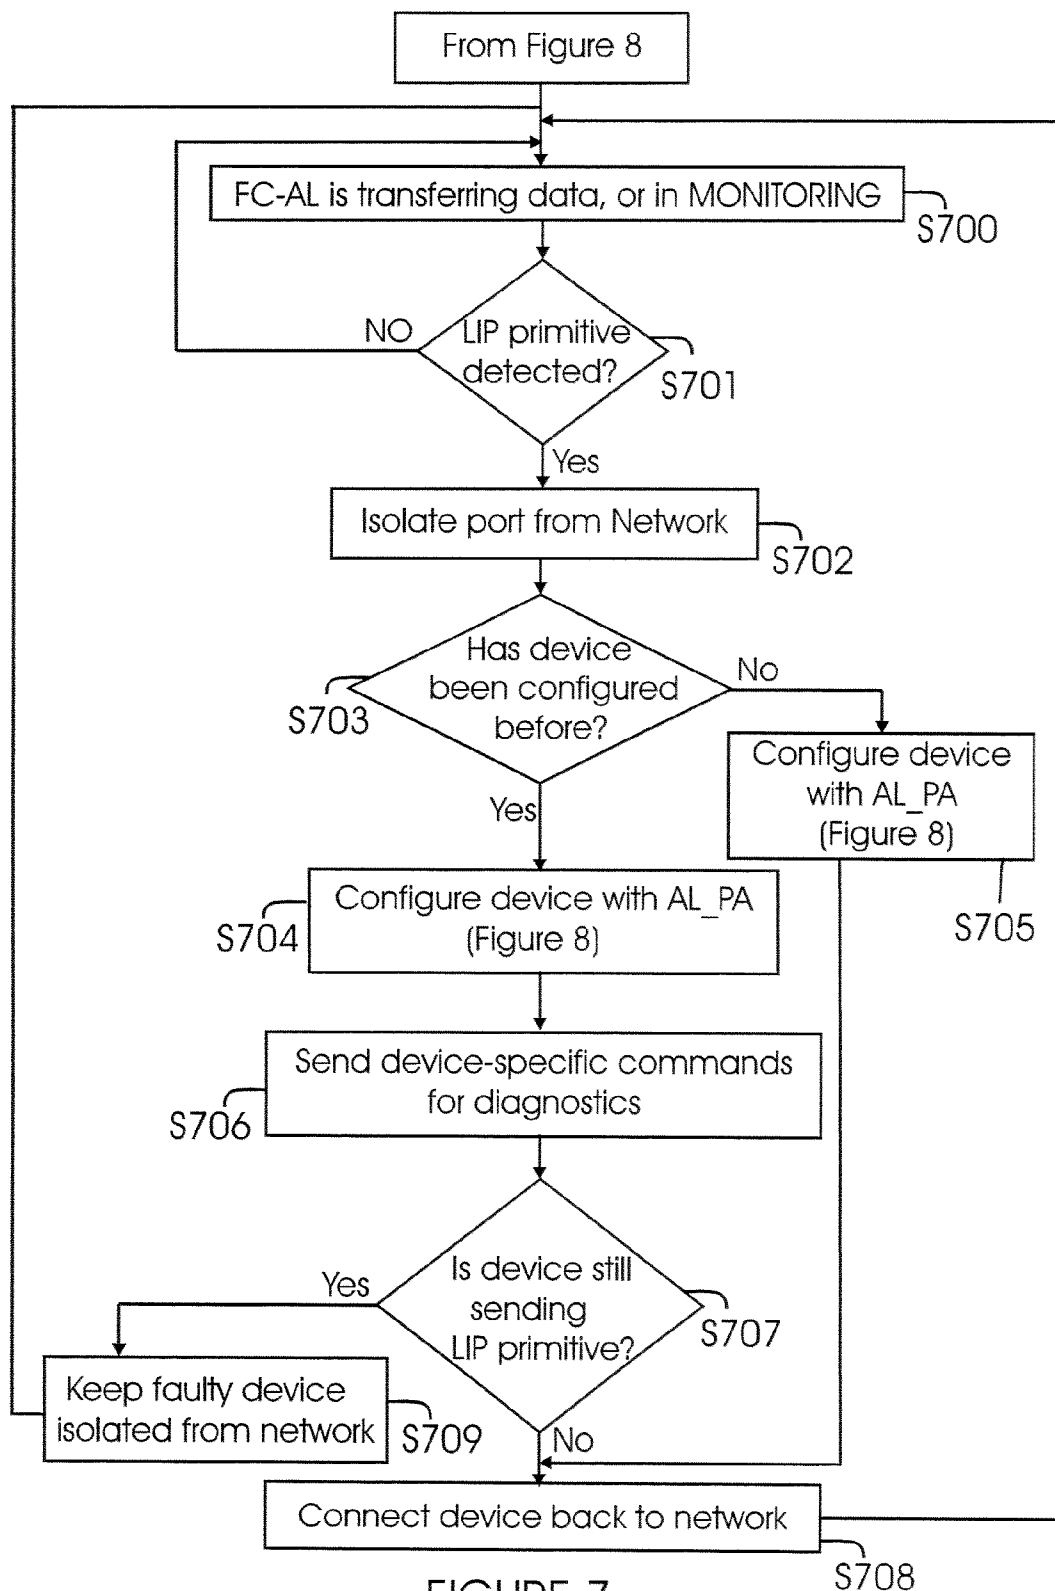 From Figure 8
FC-AL is transferring data, or in MONITORING
S700
NO
LIP primitive
detected?
S701
Yes
Isolate port from Network
S702
Has device
been configured
before?
S703
No
Yes
Configure device
with AL_PA
(Figure 8)
S705
Configure device with AL_PA
(Figure 8)
S704
Send device-specific commands
for diagnostics
S706
Is device still
sending
LIP primitive?
S707
Yes
Keep faulty device
isolated from network
S709
No
Connect device back to network
S708
FIGURE 7